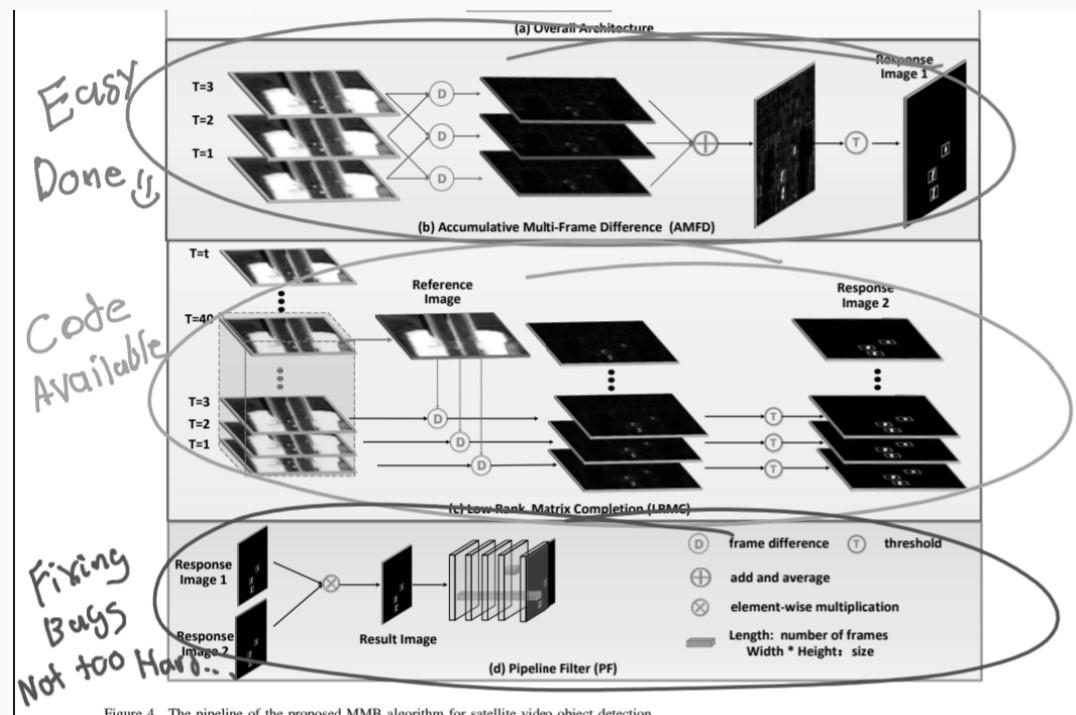 (a) Overall Architecture
Easy
Done
T=3
T=2
T=1
D
D
D
T
Response
Image 1
(b) Accumulative Multi-Frame Difference (AMFD)
Code
Available
T=t
T=40
T=3
T=2
T=1
Reference
Image
D
D
D
T
T
T
Response
Image 2
(c) Low Rank Matrix Completion (LRMC)
Fixing
Bugs
Not too Hard...
Response
Image 1
Response
Image 2
Result Image
D frame difference T threshold
add and average
element-wise multiplication
Length: number of frames
Width * Height: size
(d) Pipeline Filter (PF)
Figure 4. The pipeline of the proposed MMB algorithm for satellite video object detection